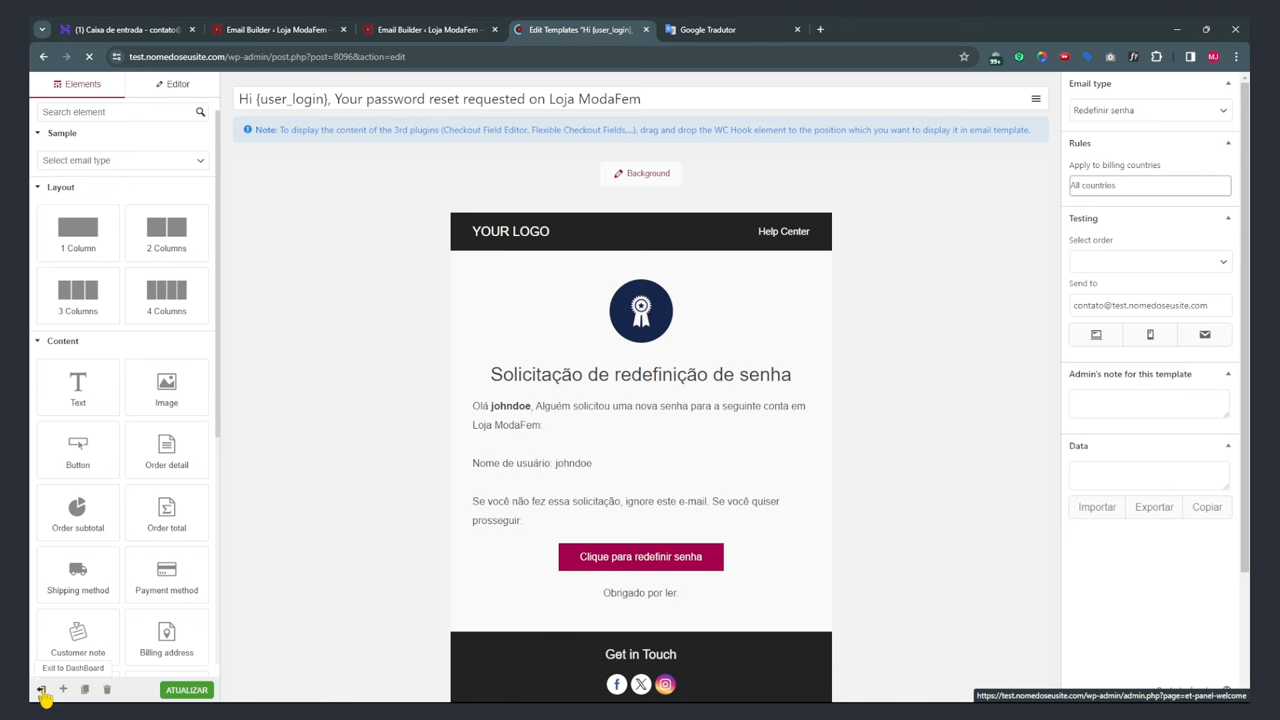 (1) Caixa de entrada - contato@
Email Builder ‹ Loja ModaFem –
Email Builder ‹ Loja ModaFem –
Edit Templates "Hi {user_login},
Google Tradutor
test.nomedoseusite.com/wp-admin/post.php?post=8096&action=edit
99+
MJ
Elements
Editor
Search element
Sample
Select email type
Layout
1 Column
2 Columns
3 Columns
4 Columns
Content
Text
Image
Button
Order detail
Order subtotal
Order total
Shipping method
Payment method
Customer note
Billing address
Exit to DashBoard
ATUALIZAR
Hi {user_login}, Your password reset requested on Loja ModaFem
Note: To display the content of the 3rd plugins (Checkout Field Editor, Flexible Checkout Fields...), drag and drop the WC Hook element to the position which you want to display it in email template.
Background
YOUR LOGO
Help Center
Solicitação de redefinição de senha
Olá johndoe, Alguém solicitou uma nova senha para a seguinte conta em
Loja ModaFem:
Nome de usuário: johndoe
Se você não fez essa solicitação, ignore este e-mail. Se você quiser
prosseguir:
Clique para redefinir senha
Obrigado por ler.
Get in Touch
Email type
Redefinir senha
Rules
Apply to billing countries
All countries
Testing
Select order
Send to
contato@test.nomedoseusite.com
Admin's note for this template
Data
Importar
Exportar
Copiar
https://test.nomedoseusite.com/wp-admin/admin.php?page=et-panel-welcome